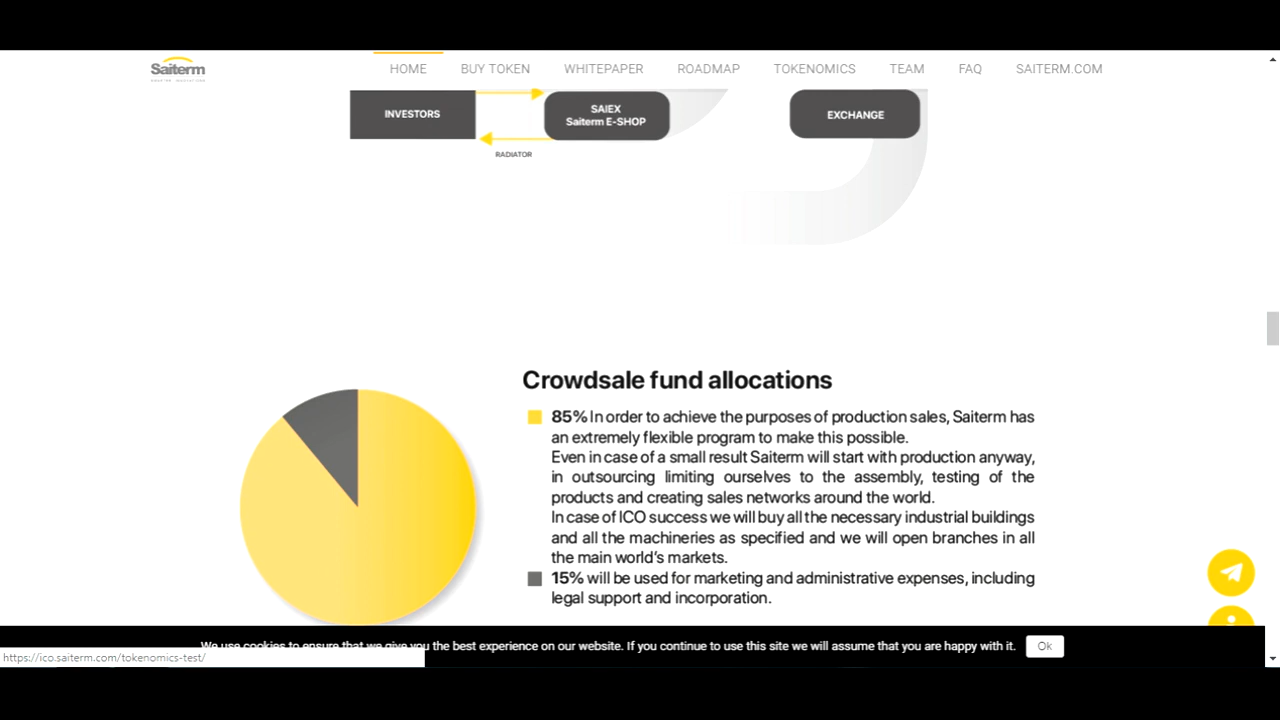 Saiterm
HOME
BUY TOKEN
WHITEPAPER
ROADMAP
TOKENOMICS
TEAM
FAQ
SAITERM.COM
INVESTORS
SAIEX
Saiterm E-SHOP
EXCHANGE
RADIATOR
Crowdsale fund allocations
85% In order to achieve the purposes of production sales, Saiterm has
an extremely flexible program to make this possible.
Even in case of a small result Saiterm will start with production anyway,
in outsourcing limiting ourselves to the assembly, testing of the
products and creating sales networks around the world.
In case of ICO success we will buy all the necessary industrial buildings
and all the machineries as specified and we will open branches in all
the main world's markets.
15% will be used for marketing and administrative expenses, including
legal support and incorporation.
We use cookies to ensure that we give you the best experience on our website. If you continue to use this site we will assume that you are happy with it.
Ok
https://ico.saiterm.com/tokenomics-test/